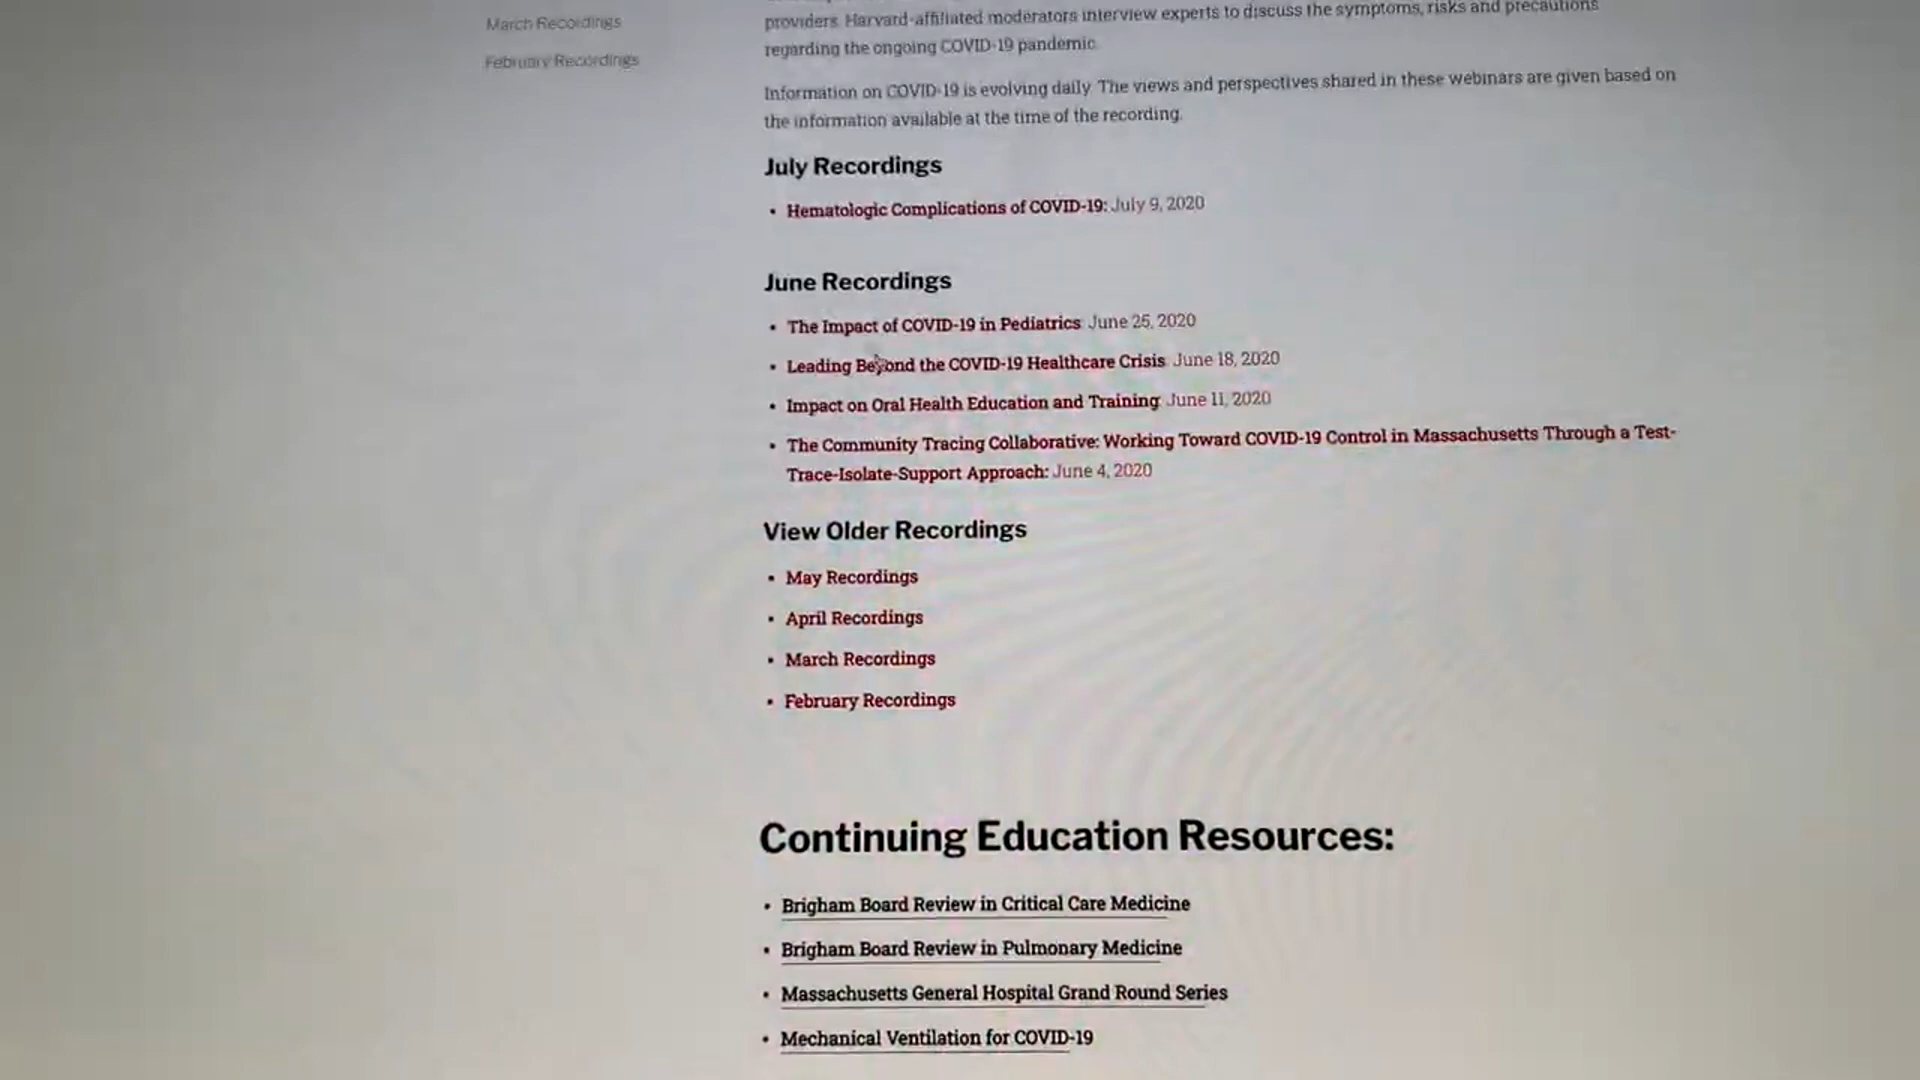 March Recordings
February Recordings
providers. Harvard-affiliated moderators interview experts to discuss the symptoms, risks and precautions
regarding the ongoing COVID-19 pandemic.
Information on COVID-19 is evolving daily. The views and perspectives shared in these webinars are given based on
the information available at the time of the recording.
July Recordings
• Hematologic Complications of COVID-19: July 9, 2020
June Recordings
• The Impact of COVID-19 in Pediatrics June 25, 2020
• Leading Beyond the COVID-19 Healthcare Crisis June 18, 2020
• Impact on Oral Health Education and Training June 11, 2020
• The Community Tracing Collaborative: Working Toward COVID-19 Control in Massachusetts Through a Test-
Trace-Isolate-Support Approach: June 4, 2020
View Older Recordings
• May Recordings
• April Recordings
• March Recordings
• February Recordings
Continuing Education Resources:
• Brigham Board Review in Critical Care Medicine
• Brigham Board Review in Pulmonary Medicine
• Massachusetts General Hospital Grand Round Series
• Mechanical Ventilation for COVID-19